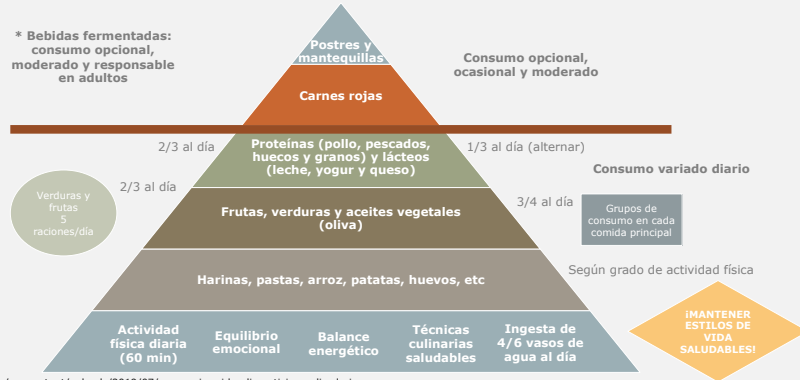 * Bebidas fermentadas:
consumo opcional,
moderado y responsable
en adultos
Postres y
mantequillas
Consumo opcional,
ocasional y moderado
Carnes rojas
2/3 al día
Proteínas (pollo, pescados,
huecos y granos) y lácteos
(leche, yogur y queso)
1/3 al día (alternar)
Consumo variado diario
2/3 al día
Verduras y
frutas
5
raciones/día
Frutas, verduras y aceites vegetales
(oliva)
3/4 al día
Grupos de
consumo en cada
comida principal
Harinas, pastas, arroz, patatas, huevos, etc
Según grado de actividad física
Actividad
física diaria
(60 min)
Equilibrio
emocional
Balance
energético
Técnicas
culinarias
saludables
Ingesta de
4/6 vasos de
agua al día
¡MANTENER
ESTILOS DE
VIDA
SALUDABLES!